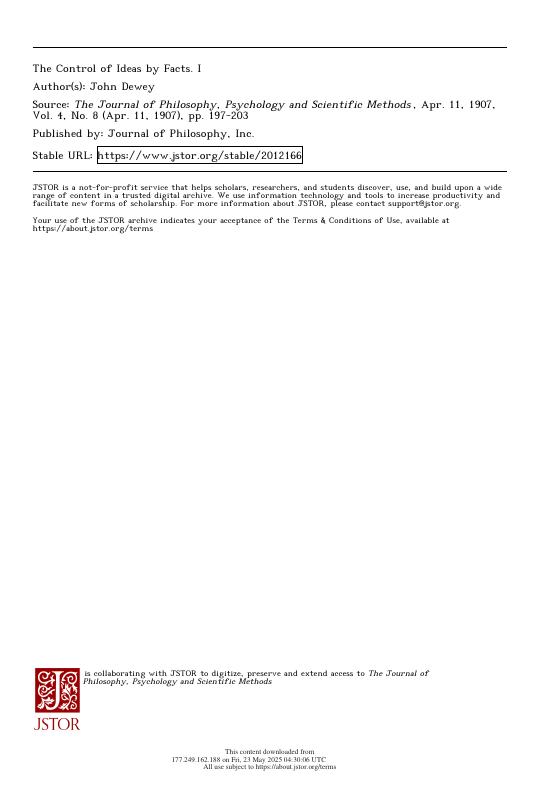 The Control of Ideas by Facts. I
Author(s): John Dewey
Source: The Journal of Philosophy, Psychology and Scientific Methods, Apr. 11, 1907,
Vol. 4, No. 8 (Apr. 11, 1907), pp. 197-203
Published by: Journal of Philosophy, Inc.
Stable URL: https://www.jstor.org/stable/2012166
JSTOR is a not-for-profit service that helps scholars, researchers, and students discover, use, and build upon a wide
range of content in a trusted digital archive. We use information technology and tools to increase productivity and
facilitate new forms of scholarship. For more information about JSTOR, please contact support@jstor.org.
Your use of the JSTOR archive indicates your acceptance of the Terms & Conditions of Use, available at
https://about.jstor.org/terms
is collaborating with JSTOR to digitize, preserve and extend access to The Journal of
Philosophy, Psychology and Scientific Methods
JSTOR
This content downloaded from
177.249.162.188 on Fri, 23 May 2025 04:30:06 UTC
All use subject to https://about.jstor.org/terms